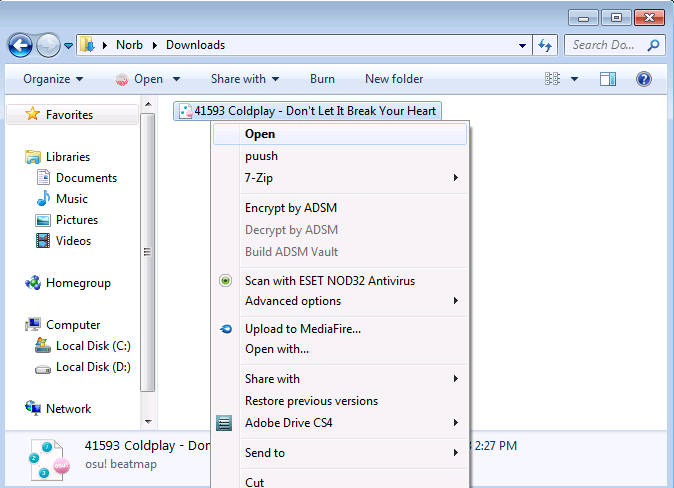 Norb Downloads
Search Do...
Organize Open Share with Burn New folder
Favorites
Libraries
Documents
Music
Pictures
Videos
Homegroup
Computer
Local Disk (C:)
Local Disk (D:)
Network
41593 Coldplay - Don't Let It Break Your Heart
Open
puush
7-Zip
Encrypt by ADSM
Decrypt by ADSM
Build ADSM Vault
Scan with ESET NOD32 Antivirus
Advanced options
Upload to MediaFire...
Open with...
Share with
Restore previous versions
Adobe Drive CS4
Send to
Cut
41593 Coldplay - Do
2:27 PM
osu! beatmap
osu!